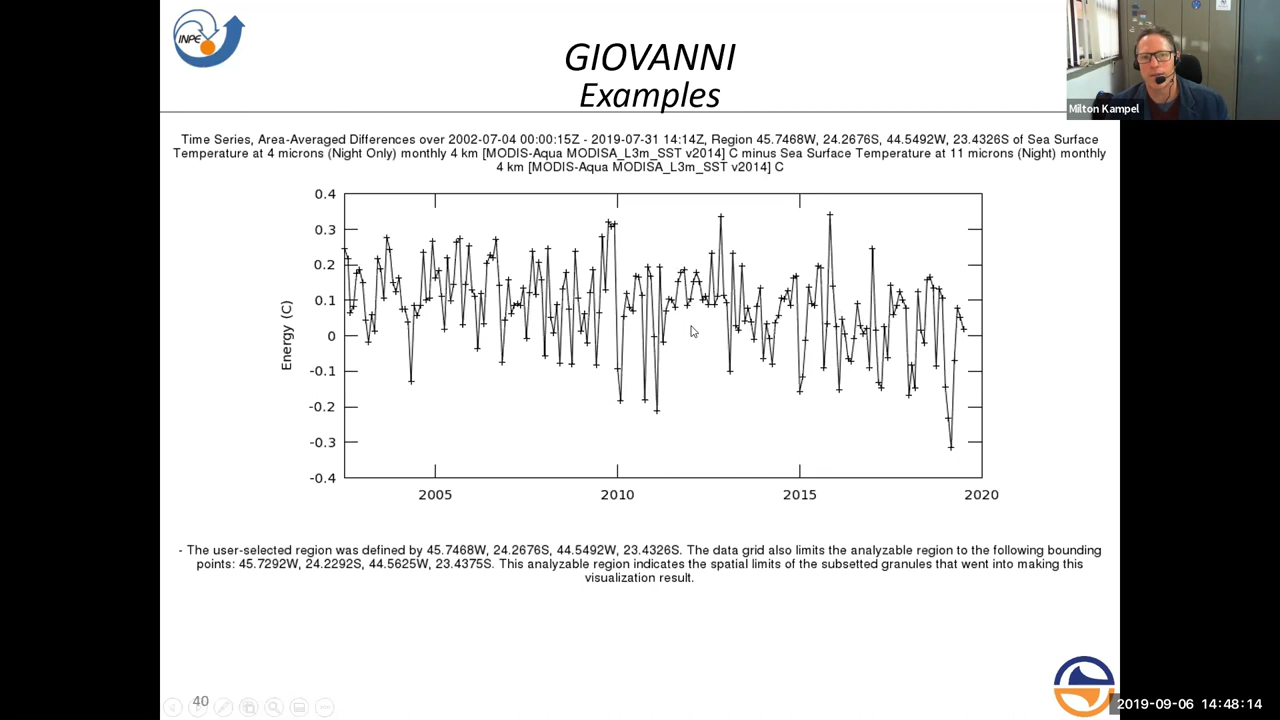 INPE
GIOVANNI
Examples
Milton Kampel
Time Series, Area-Averaged Differences over 2002-07-04 00:00:15Z - 2019-07-31 14:14Z, Region 45.7468W, 24.2676S, 44.5492W, 23.4326S of Sea Surface
Temperature at 4 microns (Night Only) monthly 4 km [MODIS-Aqua MODISA_L3m_SST v2014] C minus Sea Surface Temperature at 11 microns (Night) monthly
4 km [MODIS-Aqua MODISA_L3m_SST v2014] C
0.4
0.3
0.2
0.1
0
-0.1
-0.2
-0.3
-0.4
Energy (C)
2005
2010
2015
2020
- The user-selected region was defined by 45.7468W, 24.2676S, 44.5492W, 23.4326S. The data grid also limits the analyzable region to the following bounding
points: 45.7292W, 24.2292S, 44.5625W, 23.4375S. This analyzable region indicates the spatial limits of the subsetted granules that went into making this
visualization result.
40
2019-09-06 14:48:14